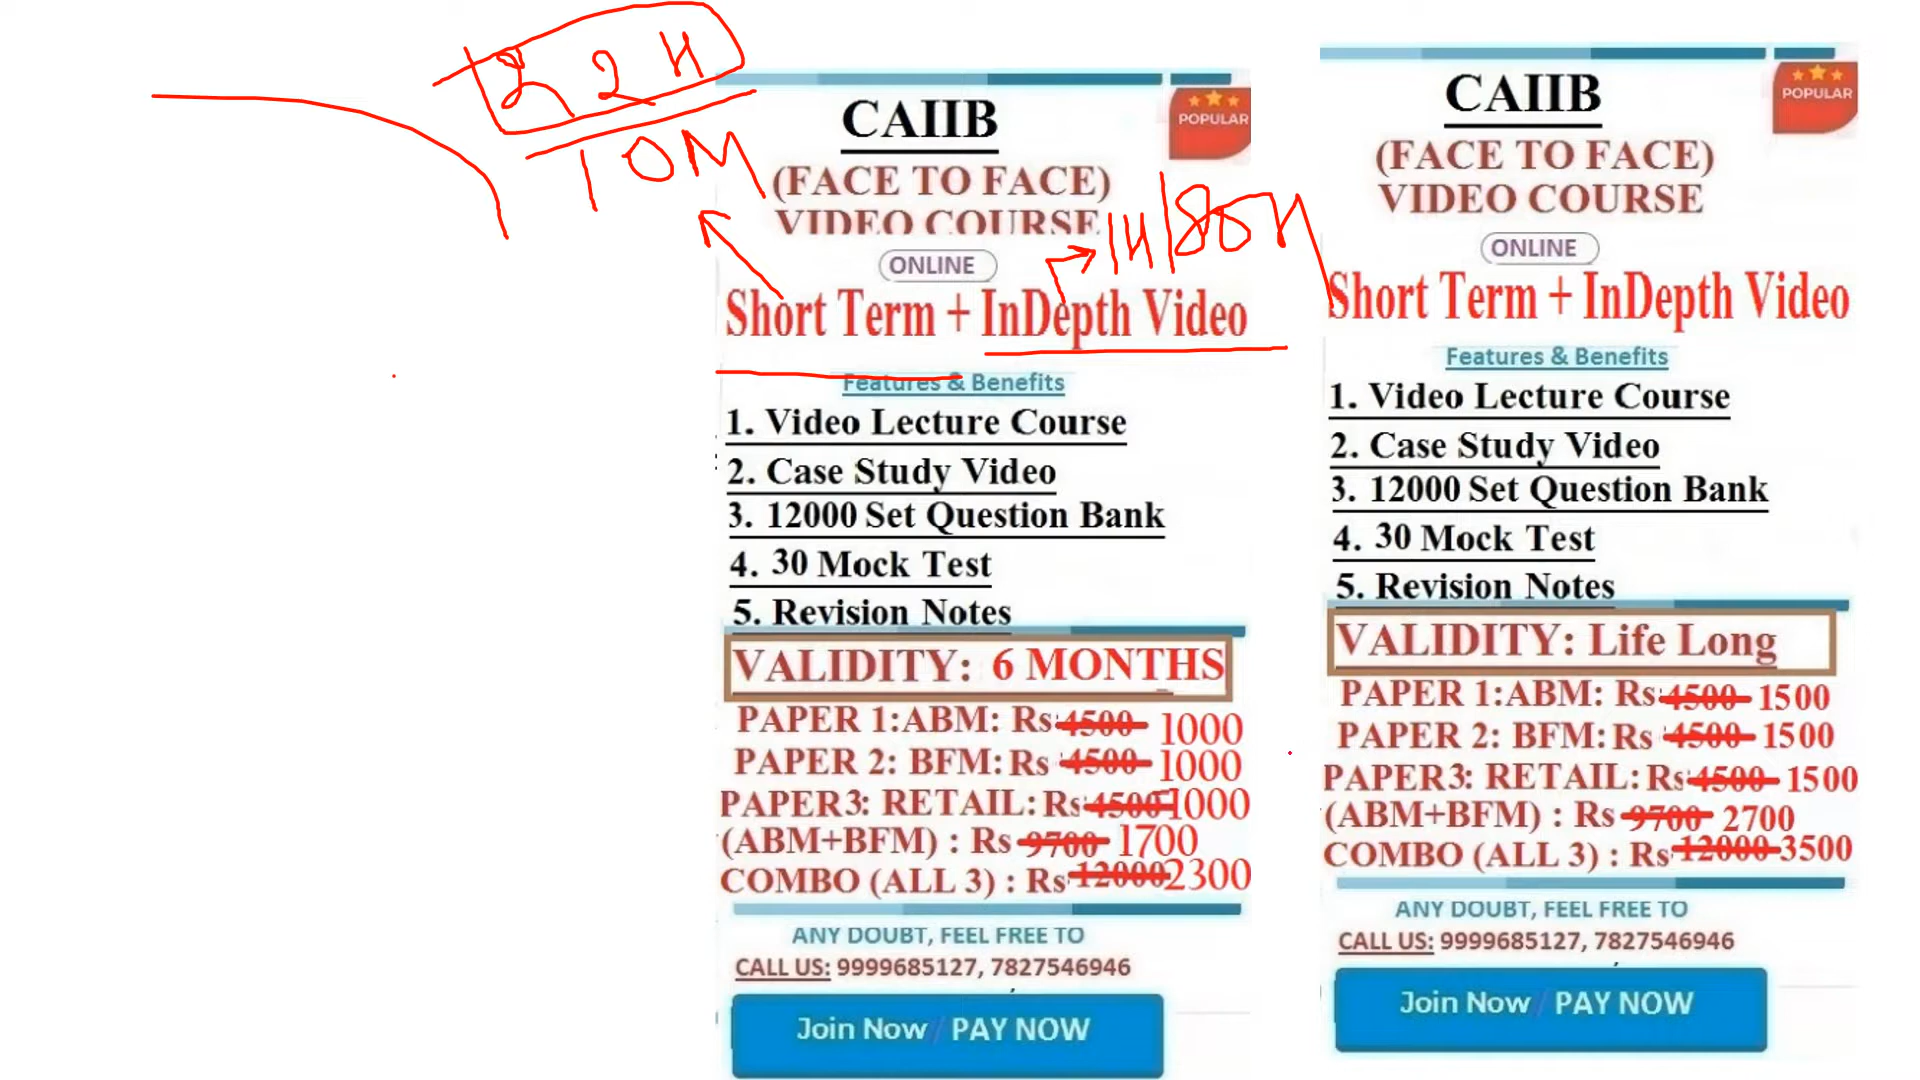 2 H
10M
CAIIB
POPULAR
(FACE TO FACE)
VIDEO COURSE
ONLINE
1H
Short Term + InDepth Video
Features & Benefits
1. Video Lecture Course
2. Case Study Video
3. 12000 Set Question Bank
4. 30 Mock Test
5. Revision Notes
VALIDITY: 6 MONTHS
PAPER 1:ABM: Rs 4500 1000
PAPER 2: BFM: Rs 4500 1000
PAPER3: RETAIL: Rs 4500 1000
(ABM+BFM) : Rs 9700 1700
COMBO (ALL 3) : Rs 12000 2300
ANY DOUBT, FEEL FREE TO
CALL US: 9999685127, 7827546946
Join Now / PAY NOW
CAIIB
POPULAR
(FACE TO FACE)
VIDEO COURSE
ONLINE
Short Term + InDepth Video
Features & Benefits
1. Video Lecture Course
2. Case Study Video
3. 12000 Set Question Bank
4. 30 Mock Test
5. Revision Notes
VALIDITY: Life Long
PAPER 1:ABM: Rs 4500 1500
PAPER 2: BFM: Rs 4500 1500
PAPER3: RETAIL: Rs 4500 1500
(ABM+BFM) : Rs 9700 2700
COMBO (ALL 3) : Rs 12000 3500
ANY DOUBT, FEEL FREE TO
CALL US: 9999685127, 7827546946
Join Now / PAY NOW